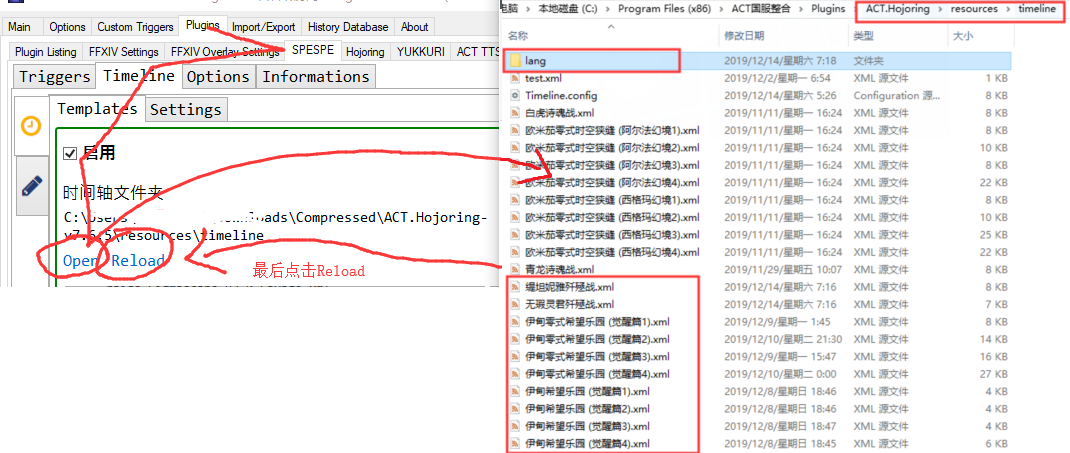 Main Options Custom Triggers Plugins Import/Export History Database About
Plugin Listing FFXIV Settings FFXIV Overlay Settings SPESPE Hojoring YUKKURI ACT TTS
Triggers Timeline Options Informations
Templates Settings
启用
时间轴文件夹
C:\Users
ads\Compressed\ACT.Hojoring-
v7.6.5\resources\timeline
Open Reload
最后点击Reload
电脑 › 本地磁盘 (C:) › Program Files (x86) › ACT国服整合 › Plugins › ACT.Hojoring › resources › timeline
名称 修改日期 类型 大小
lang 2019/12/14/星期六 7:18 文件夹
test.xml 2019/12/2/星期一 6:54 XML 源文件 1 KB
Timeline.config 2019/12/14/星期六 5:26 Configuration 源... 8 KB
白虎诗魂战.xml 2019/11/11/星期一 16:24 XML 源文件 8 KB
欧米茄零式时空狭缝 (阿尔法幻境1).xml 2019/11/11/星期一 16:24 XML 源文件 8 KB
欧米茄零式时空狭缝 (阿尔法幻境2).xml 2019/11/11/星期一 16:24 XML 源文件 10 KB
欧米茄零式时空狭缝 (阿尔法幻境3).xml 2019/11/11/星期一 16:24 XML 源文件 8 KB
欧米茄零式时空狭缝 (阿尔法幻境4).xml 2019/11/11/星期一 16:24 XML 源文件 22 KB
欧米茄零式时空狭缝 (西格玛幻境1).xml 2019/11/11/星期一 16:24 XML 源文件 8 KB
欧米茄零式时空狭缝 (西格玛幻境2).xml 2019/11/11/星期一 16:24 XML 源文件 10 KB
欧米茄零式时空狭缝 (西格玛幻境3).xml 2019/11/11/星期一 16:24 XML 源文件 25 KB
欧米茄零式时空狭缝 (西格玛幻境4).xml 2019/11/11/星期一 16:24 XML 源文件 22 KB
青龙诗魂战.xml 2019/11/29/星期五 10:07 XML 源文件 8 KB
缇坦妮雅歼殛战.xml 2019/12/14/星期六 7:16 XML 源文件 8 KB
无瑕灵君歼殛战.xml 2019/12/14/星期六 7:16 XML 源文件 7 KB
伊甸零式希望乐园 (觉醒篇1).xml 2019/12/9/星期一 1:45 XML 源文件 8 KB
伊甸零式希望乐园 (觉醒篇2).xml 2019/12/10/星期二 21:30 XML 源文件 14 KB
伊甸零式希望乐园 (觉醒篇3).xml 2019/12/9/星期一 15:47 XML 源文件 16 KB
伊甸零式希望乐园 (觉醒篇4).xml 2019/12/10/星期二 0:00 XML 源文件 27 KB
伊甸希望乐园 (觉醒篇1).xml 2019/12/8/星期日 18:46 XML 源文件 4 KB
伊甸希望乐园 (觉醒篇2).xml 2019/12/8/星期日 18:46 XML 源文件 4 KB
伊甸希望乐园 (觉醒篇3).xml 2019/12/8/星期日 18:46 XML 源文件 4 KB
伊甸希望乐园 (觉醒篇4).xml 2019/12/8/星期日 18:45 XML 源文件 6 KB